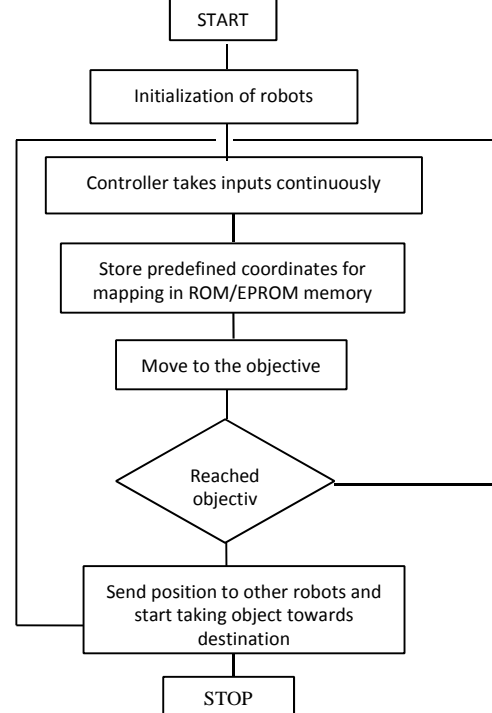 START
Initialization of robots
Controller takes inputs continuously
Store predefined coordinates for
mapping in ROM/EPROM memory
Move to the objective
Reached
objectiv
Send position to other robots and
start taking object towards
destination
STOP